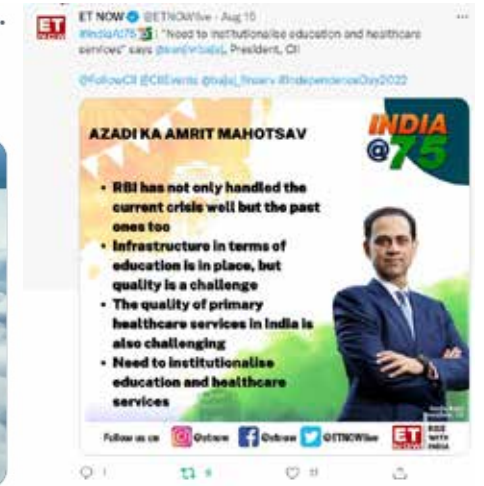 ET NOW @ETNOWlive · Aug 15
#IndiaAt75 | "Need to institutionalise education and healthcare
services" says @sanjivrbajaj, President, CII
@FollowCII @CIIEvents @bajaj_finserv #IndependenceDay2022
ET
NOW
AZADI KA AMRIT MAHOTSAV
INDIA
@75
• RBI has not only handled the
current crisis well but the past
ones too
• Infrastructure in terms of
education is in place, but
quality is a challenge
• The quality of primary
healthcare services in India is
also challenging
• Need to institutionalise
education and healthcare
services
Follow us on @etnow @etnow @ETNOWlive
ET
NOW
RISE
WITH
INDIA